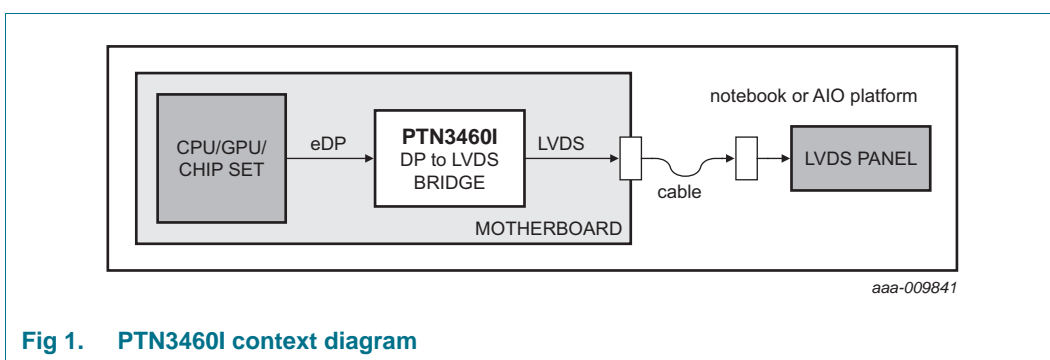 notebook or AIO platform
CPU/GPU/
CHIP SET
eDP
PTN3460I
DP to LVDS
BRIDGE
LVDS
cable
LVDS PANEL
MOTHERBOARD
aaa-009841
Fig 1. PTN3460I context diagram